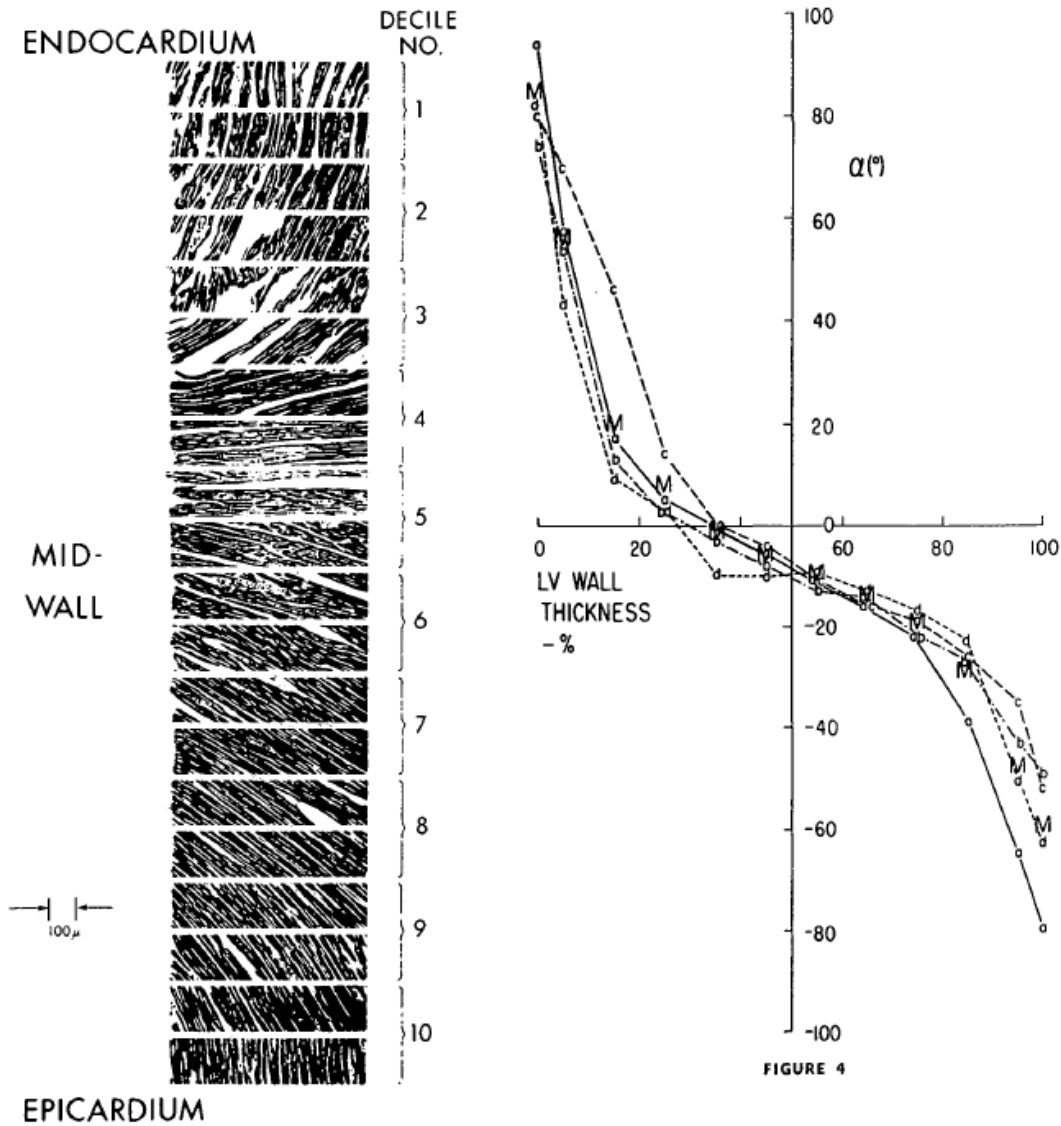 ENDOCARDIUM
DECILE
NO.
1
2
3
4
5
6
7
8
9
10
MID-
WALL
100μ
EPICARDIUM
100
80
60
40
20
0
-20
-40
-60
-80
-100
α(°)
0
20
40
60
80
100
LV WALL
THICKNESS
-%
a
M
d
c
d
M
b
d
c
c
M
a
b
d
c
M
a
b
M
b
d
c
M
a
d
M
b
M
a
c
M
d
c
M
a
b
d
c
M
a
c
b
M
d
a
b
c
M
d
a
FIGURE 4